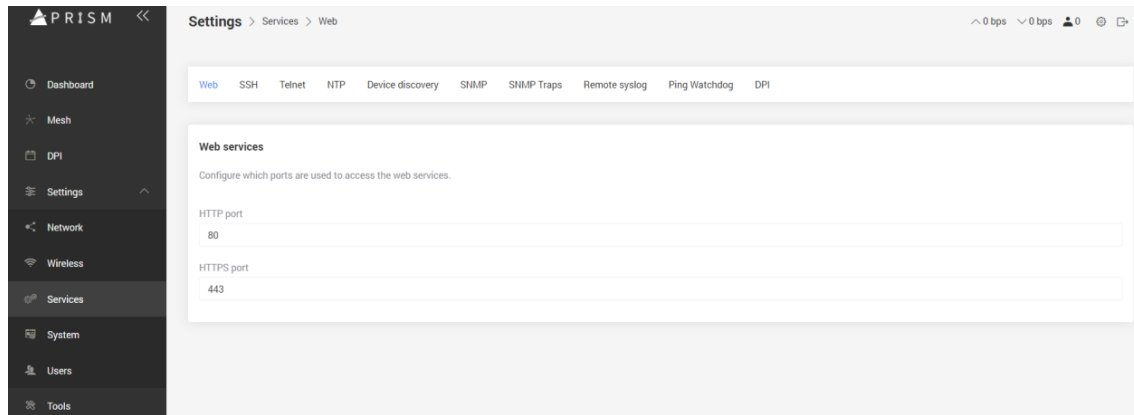 PRISM
Settings > Services > Web
0 bps 0 bps 0
Dashboard
Mesh
DPI
Settings
Network
Wireless
Services
System
Users
Tools
Web SSH Telnet NTP Device discovery SNMP SNMP Traps Remote syslog Ping Watchdog DPI
Web services
Configure which ports are used to access the web services.
HTTP port
80
HTTPS port
443